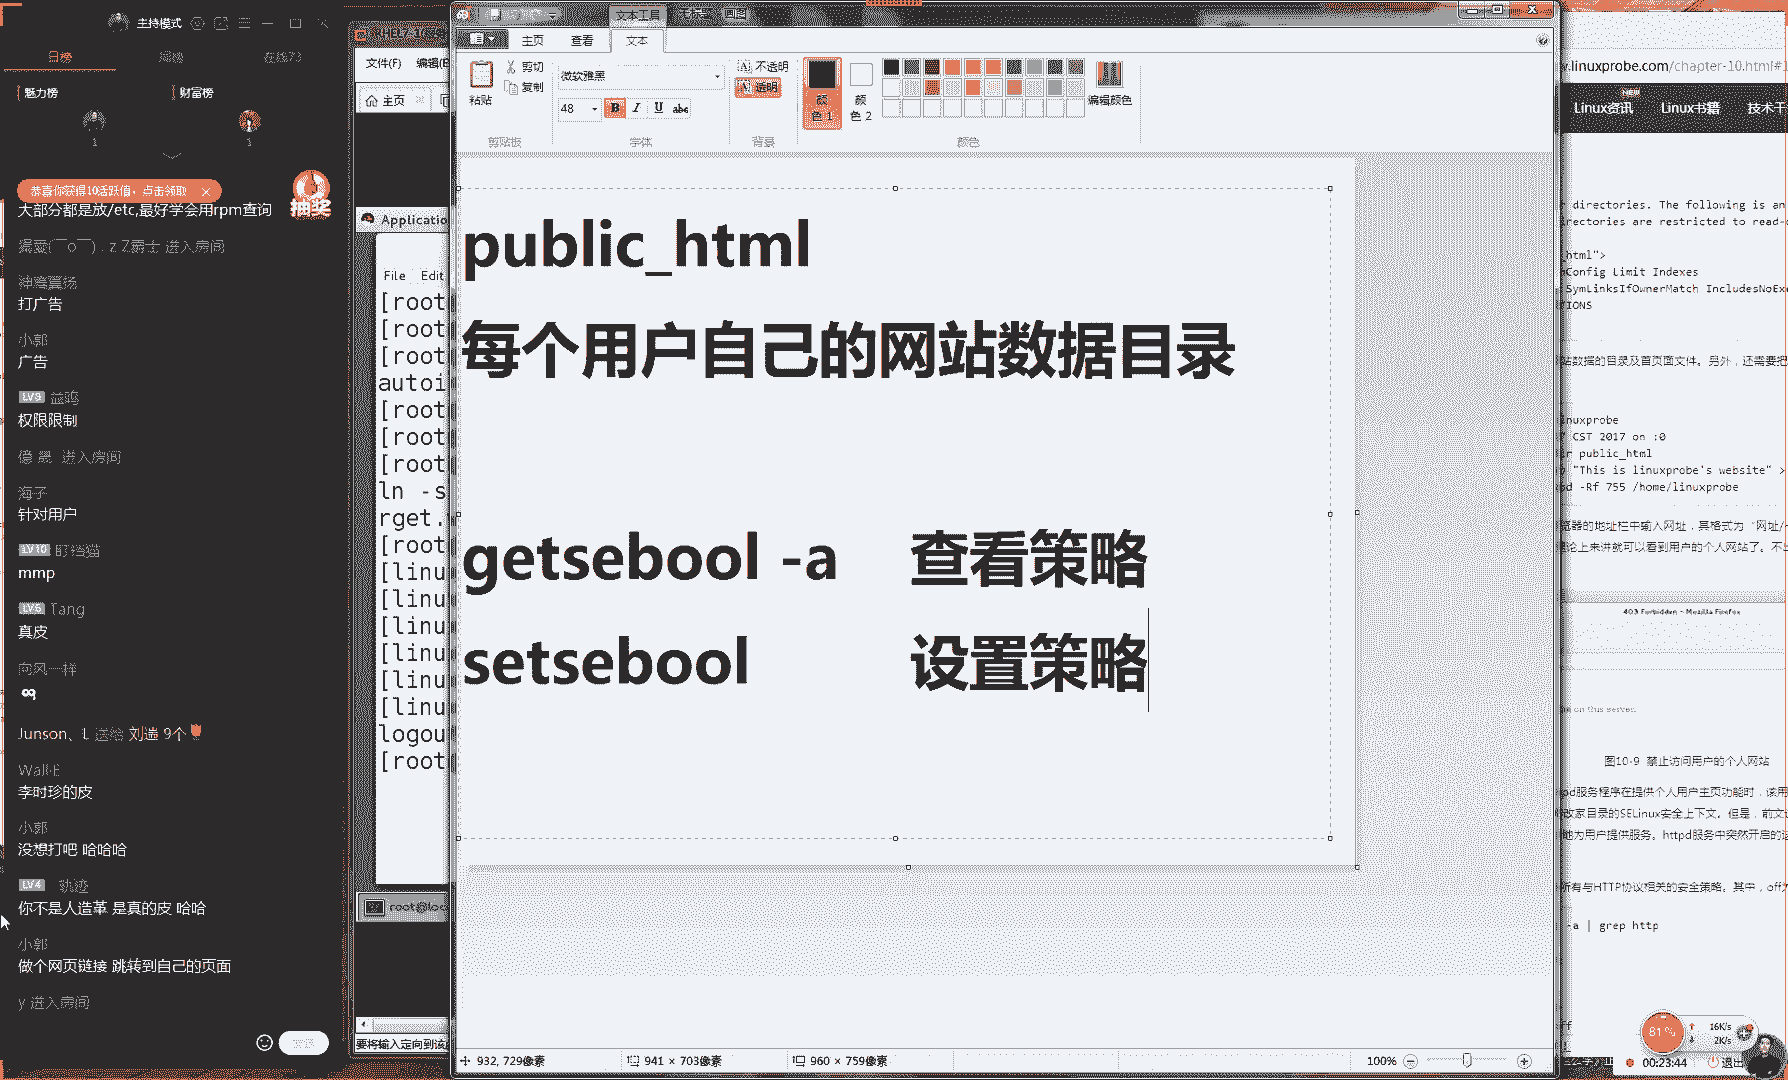 主持模式
日榜
在线73
魅力榜
财富榜
1
1
恭喜你获得10活跃值，点击领取
抽奖
大部分都是放/etc,最好学会用rpm查询
进入房间
神鹰翼扬
打广告
小郭
广告
LV9
权限限制
进入房间
海子
针对用户
LV10 叮铛猫
mmp
LV6 Tang
真皮
向风一样
Junson、L 送给 刘遄 9个
Wall·E
李时珍的皮
小郭
没想打吧 哈哈哈
LV4 轨迹
你不是人造革 是真的皮 哈哈
小郭
做个网页链接 跳转到自己的页面
y 进入房间
文件(F) 编辑(E
主页
Applicatio
File Edit
[root
[root
[root
autoi
[root
[root
[root
ln -s
rget.
[root
[linu
[linu
[linu
[linu
[linu
[linu
logou
[root
root@loc
要将输入定向到该
文本工具
画图
主页 查看 文本
粘贴
剪切
复制
剪贴板
微软雅黑
48
B I U abc
字体
不透明
透明
背景
颜色 1
颜色 2
编辑颜色
颜色
public_html
每个用户自己的网站数据目录
getsebool -a 查看策略
setsebool 设置策略
932, 729像素
941 × 703像素
960 × 759像素
100%
.linuxprobe.com/chapter-10.html#1
NEW
Linux资讯 Linux书籍 技术干
directories. The following is an
irectories are restricted to read-o
_html">
Config Limit Indexes
SymLinksIfOwnerMatch IncludesNoExe
IONS
站数据的目录及首页面文件。另外，还需要把
inuxprobe
CST 2017 on :0
ir public_html
"This is linuxprobe's website" >
od -Rf 755 /home/linuxprobe
览器的地址栏中输入网址，其格式为“网址/~
理论上来讲就可以看到用户的个人网站了。不出
403 Forbidden - Mozilla Firefox
on this server.
图10-9 禁止访问用户的个人网站
pd服务程序在提供个人用户主页功能时，该用
改家目录的SELinux安全上下文。但是，前文
地为用户提供服务。httpd服务中突然开启的这
所有与HTTP协议相关的安全策略。其中，off为
-a | grep http
ff
81%
16K/s
2K/s
00:23:44
退出